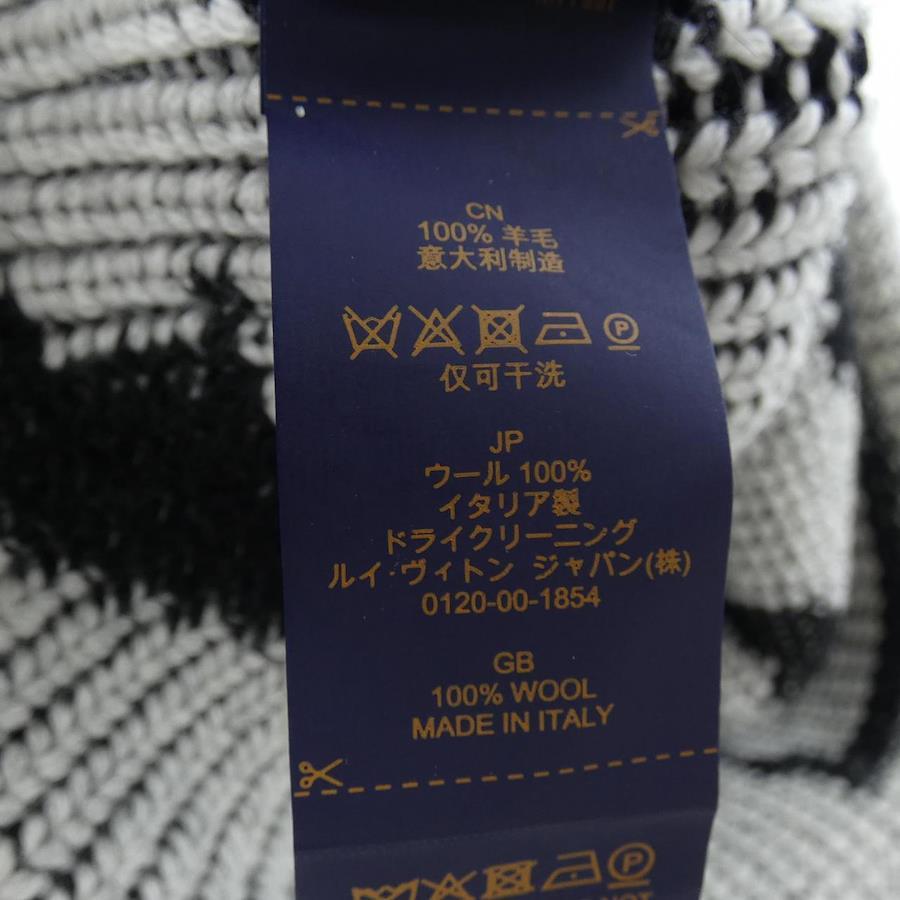 CN
100% 羊毛
意大利制造
P
仅可干洗
JP
ウール 100%
イタリア製
ドライクリーニング
ルイ・ヴィトン ジャパン(株)
0120-00-1854
GB
100% WOOL
MADE IN ITALY
P
NOT